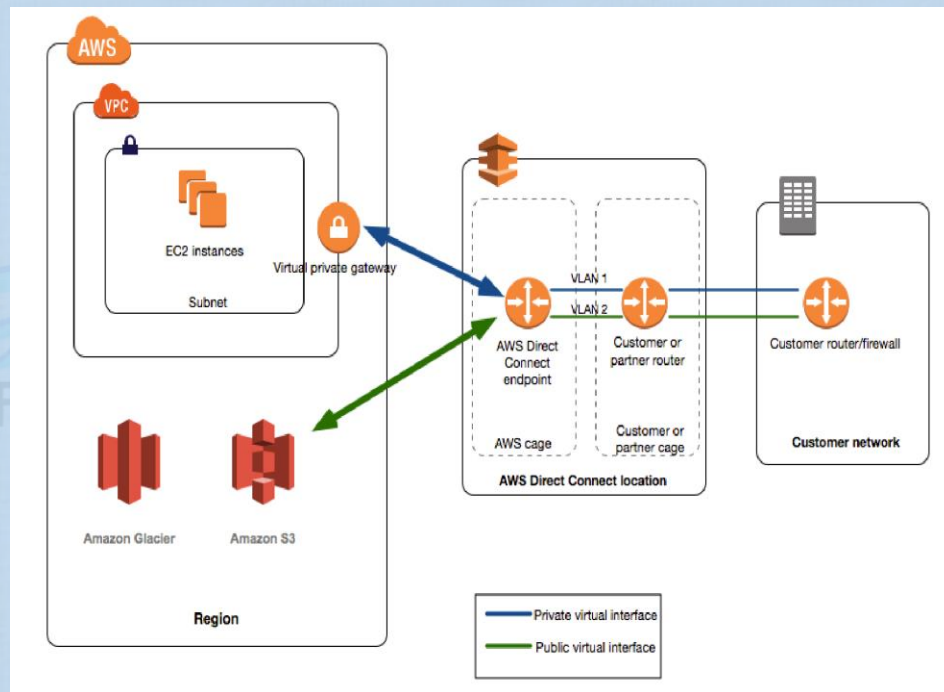 AWS
VPC
EC2 instances
Subnet
Virtual private gateway
Amazon Glacier
Amazon S3
Region
VLAN 1
VLAN 2
AWS Direct
Connect
endpoint
AWS cage
Customer or
partner router
Customer or
partner cage
AWS Direct Connect location
Customer router/firewall
Customer network
Private virtual interface
Public virtual interface